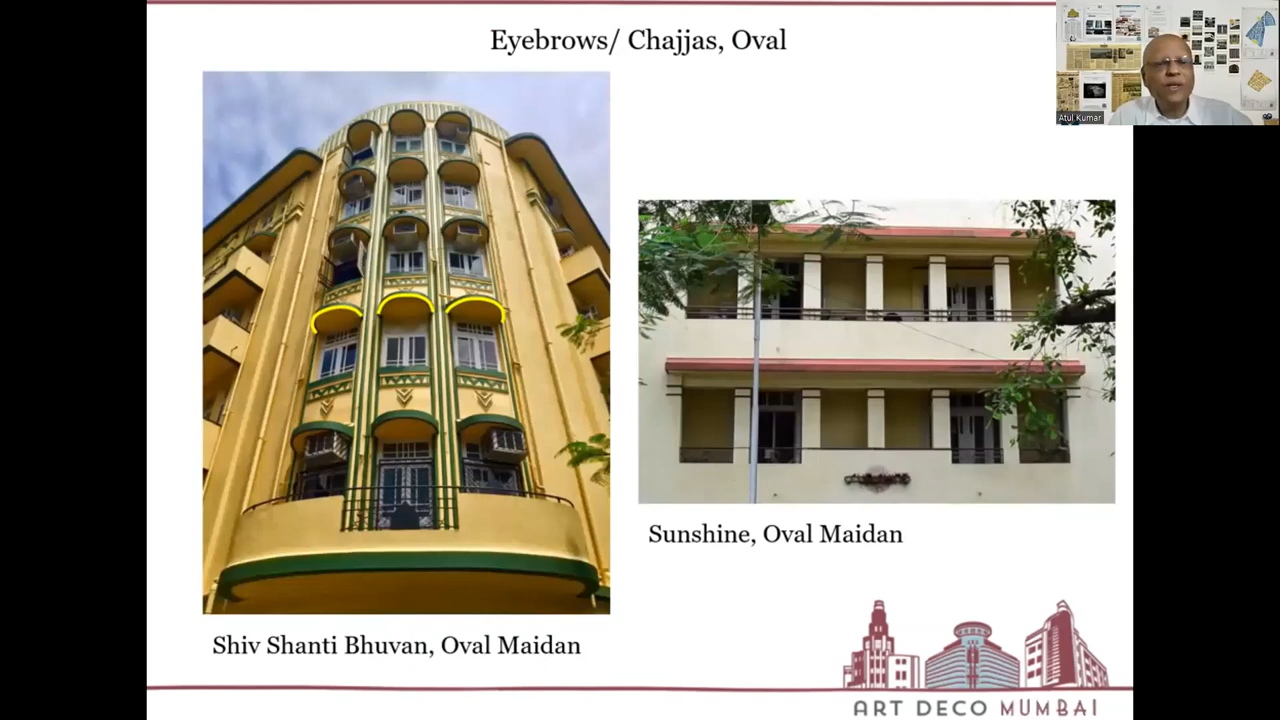 Eyebrows/ Chajjas, Oval
Atul Kumar
Sunshine, Oval Maidan
Shiv Shanti Bhuvan, Oval Maidan
ART DECO MUMBAI